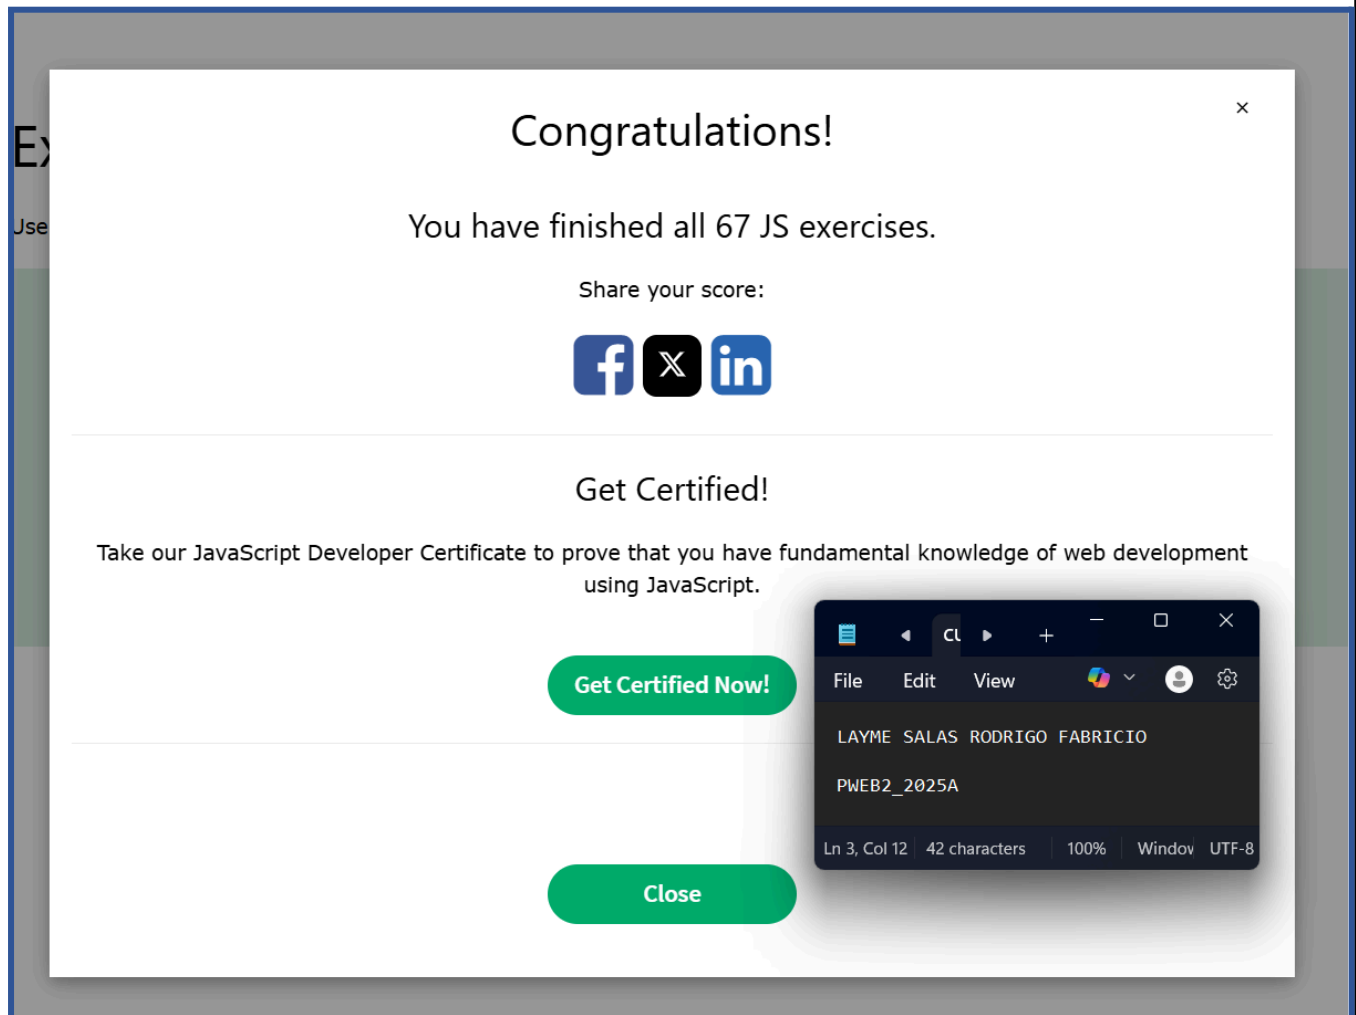 Congratulations!
You have finished all 67 JS exercises.
Use
Share your score:
Get Certified!
Take our JavaScript Developer Certificate to prove that you have fundamental knowledge of web development
using JavaScript.
Get Certified Now!
File Edit View
LAYME SALAS RODRIGO FABRICIO
PWEB2_2025A
Ln 3, Col 12 42 characters 100% UTF-8
Close